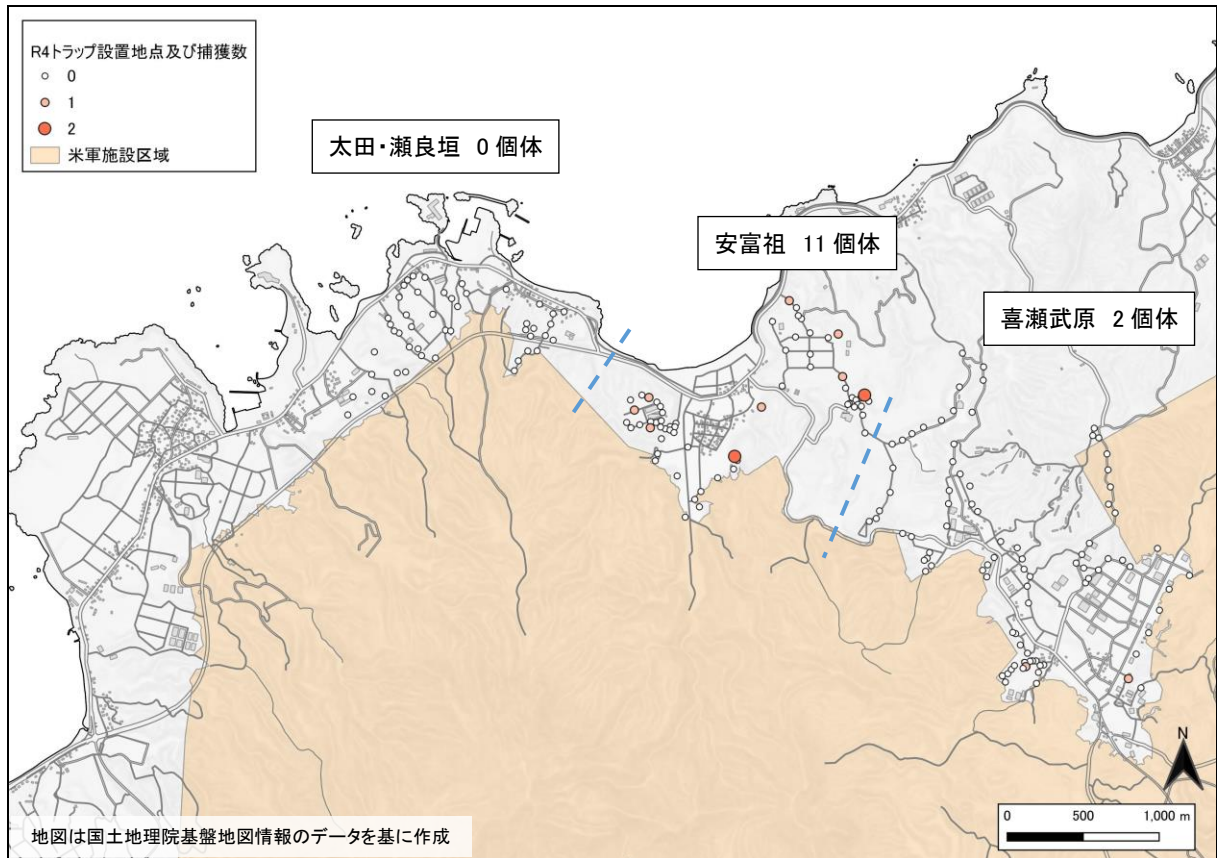 R4トラップ設置地点及び捕獲数
0
1
2
米軍施設区域
太田・瀬良垣 0 個体
安富祖 11 個体
喜瀬武原 2 個体
N
0 500 1,000 m
地図は国土地理院基盤地図情報のデータを基に作成